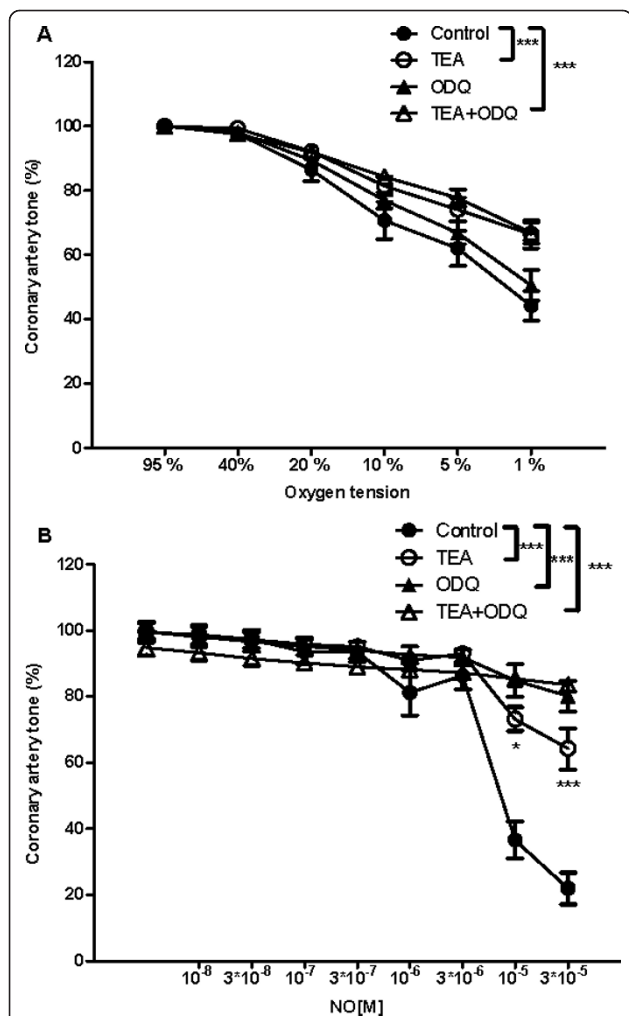 A
Control
TEA
ODQ
TEA+ODQ
***
***
Coronary artery tone (%)
120
100
80
60
40
20
0
95 % 40% 20 % 10 % 5 % 1 %
Oxygen tension
B
Control
TEA
ODQ
TEA+ODQ
***
***
***
Coronary artery tone (%)
120
100
80
60
40
20
0
*
***
10⁻⁸ 3*10⁻⁸ 10⁻⁷ 3*10⁻⁷ 10⁻⁶ 3*10⁻⁶ 10⁻⁵ 3*10⁻⁵
NO[M]